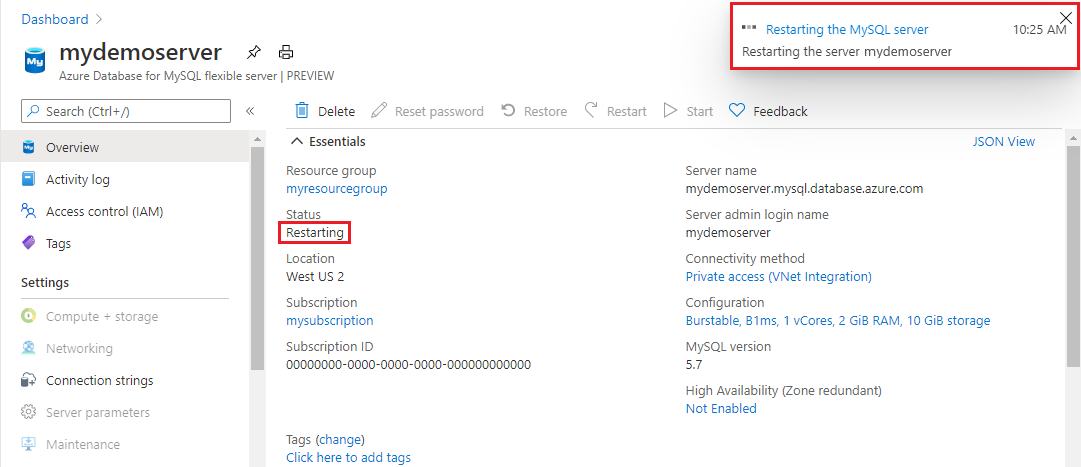 Dashboard
mydemoserver
Azure Database for MySQL flexible server | PREVIEW
Restarting the MySQL server 10:25 AM
Restarting the server mydemoserver
Search (Ctrl+/)
Overview
Activity log
Access control (IAM)
Tags
Settings
Compute + storage
Networking
Connection strings
Server parameters
Maintenance
Delete Reset password Restore Restart Start Feedback
Essentials JSON View
Resource group
myresourcegroup
Status
Restarting
Location
West US 2
Subscription
mysubscription
Subscription ID
00000000-0000-0000-0000-000000000000
Server name
mydemoserver.mysql.database.azure.com
Server admin login name
mydemoserver
Connectivity method
Private access (VNet Integration)
Configuration
Burstable, B1ms, 1 vCores, 2 GiB RAM, 10 GiB storage
MySQL version
5.7
High Availability (Zone redundant)
Not Enabled
Tags (change)
Click here to add tags